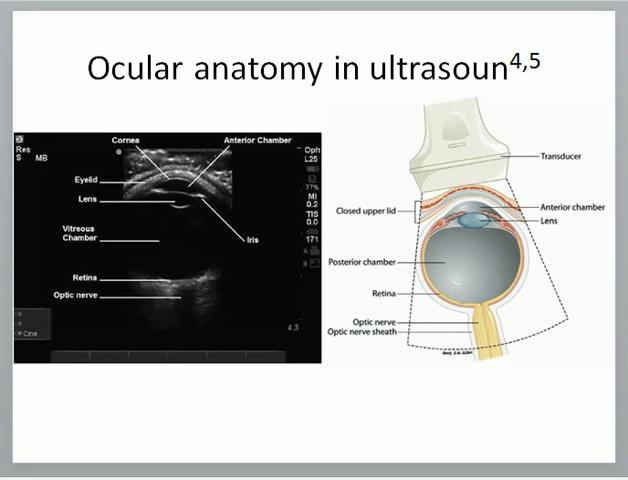 Ocular anatomy in ultrasoun4,5
Res
S MB
Cornea
Anterior Chamber
Eyelid
Lens
Vitreous
Chamber
Iris
Retina
Optic nerve
Cine
Oph
L25
77%
MI
0.2
TIS
0.0
171
A
4.3
Transducer
Closed upper lid
Anterior chamber
Lens
Posterior chamber
Retina
Optic nerve
Optic nerve sheath